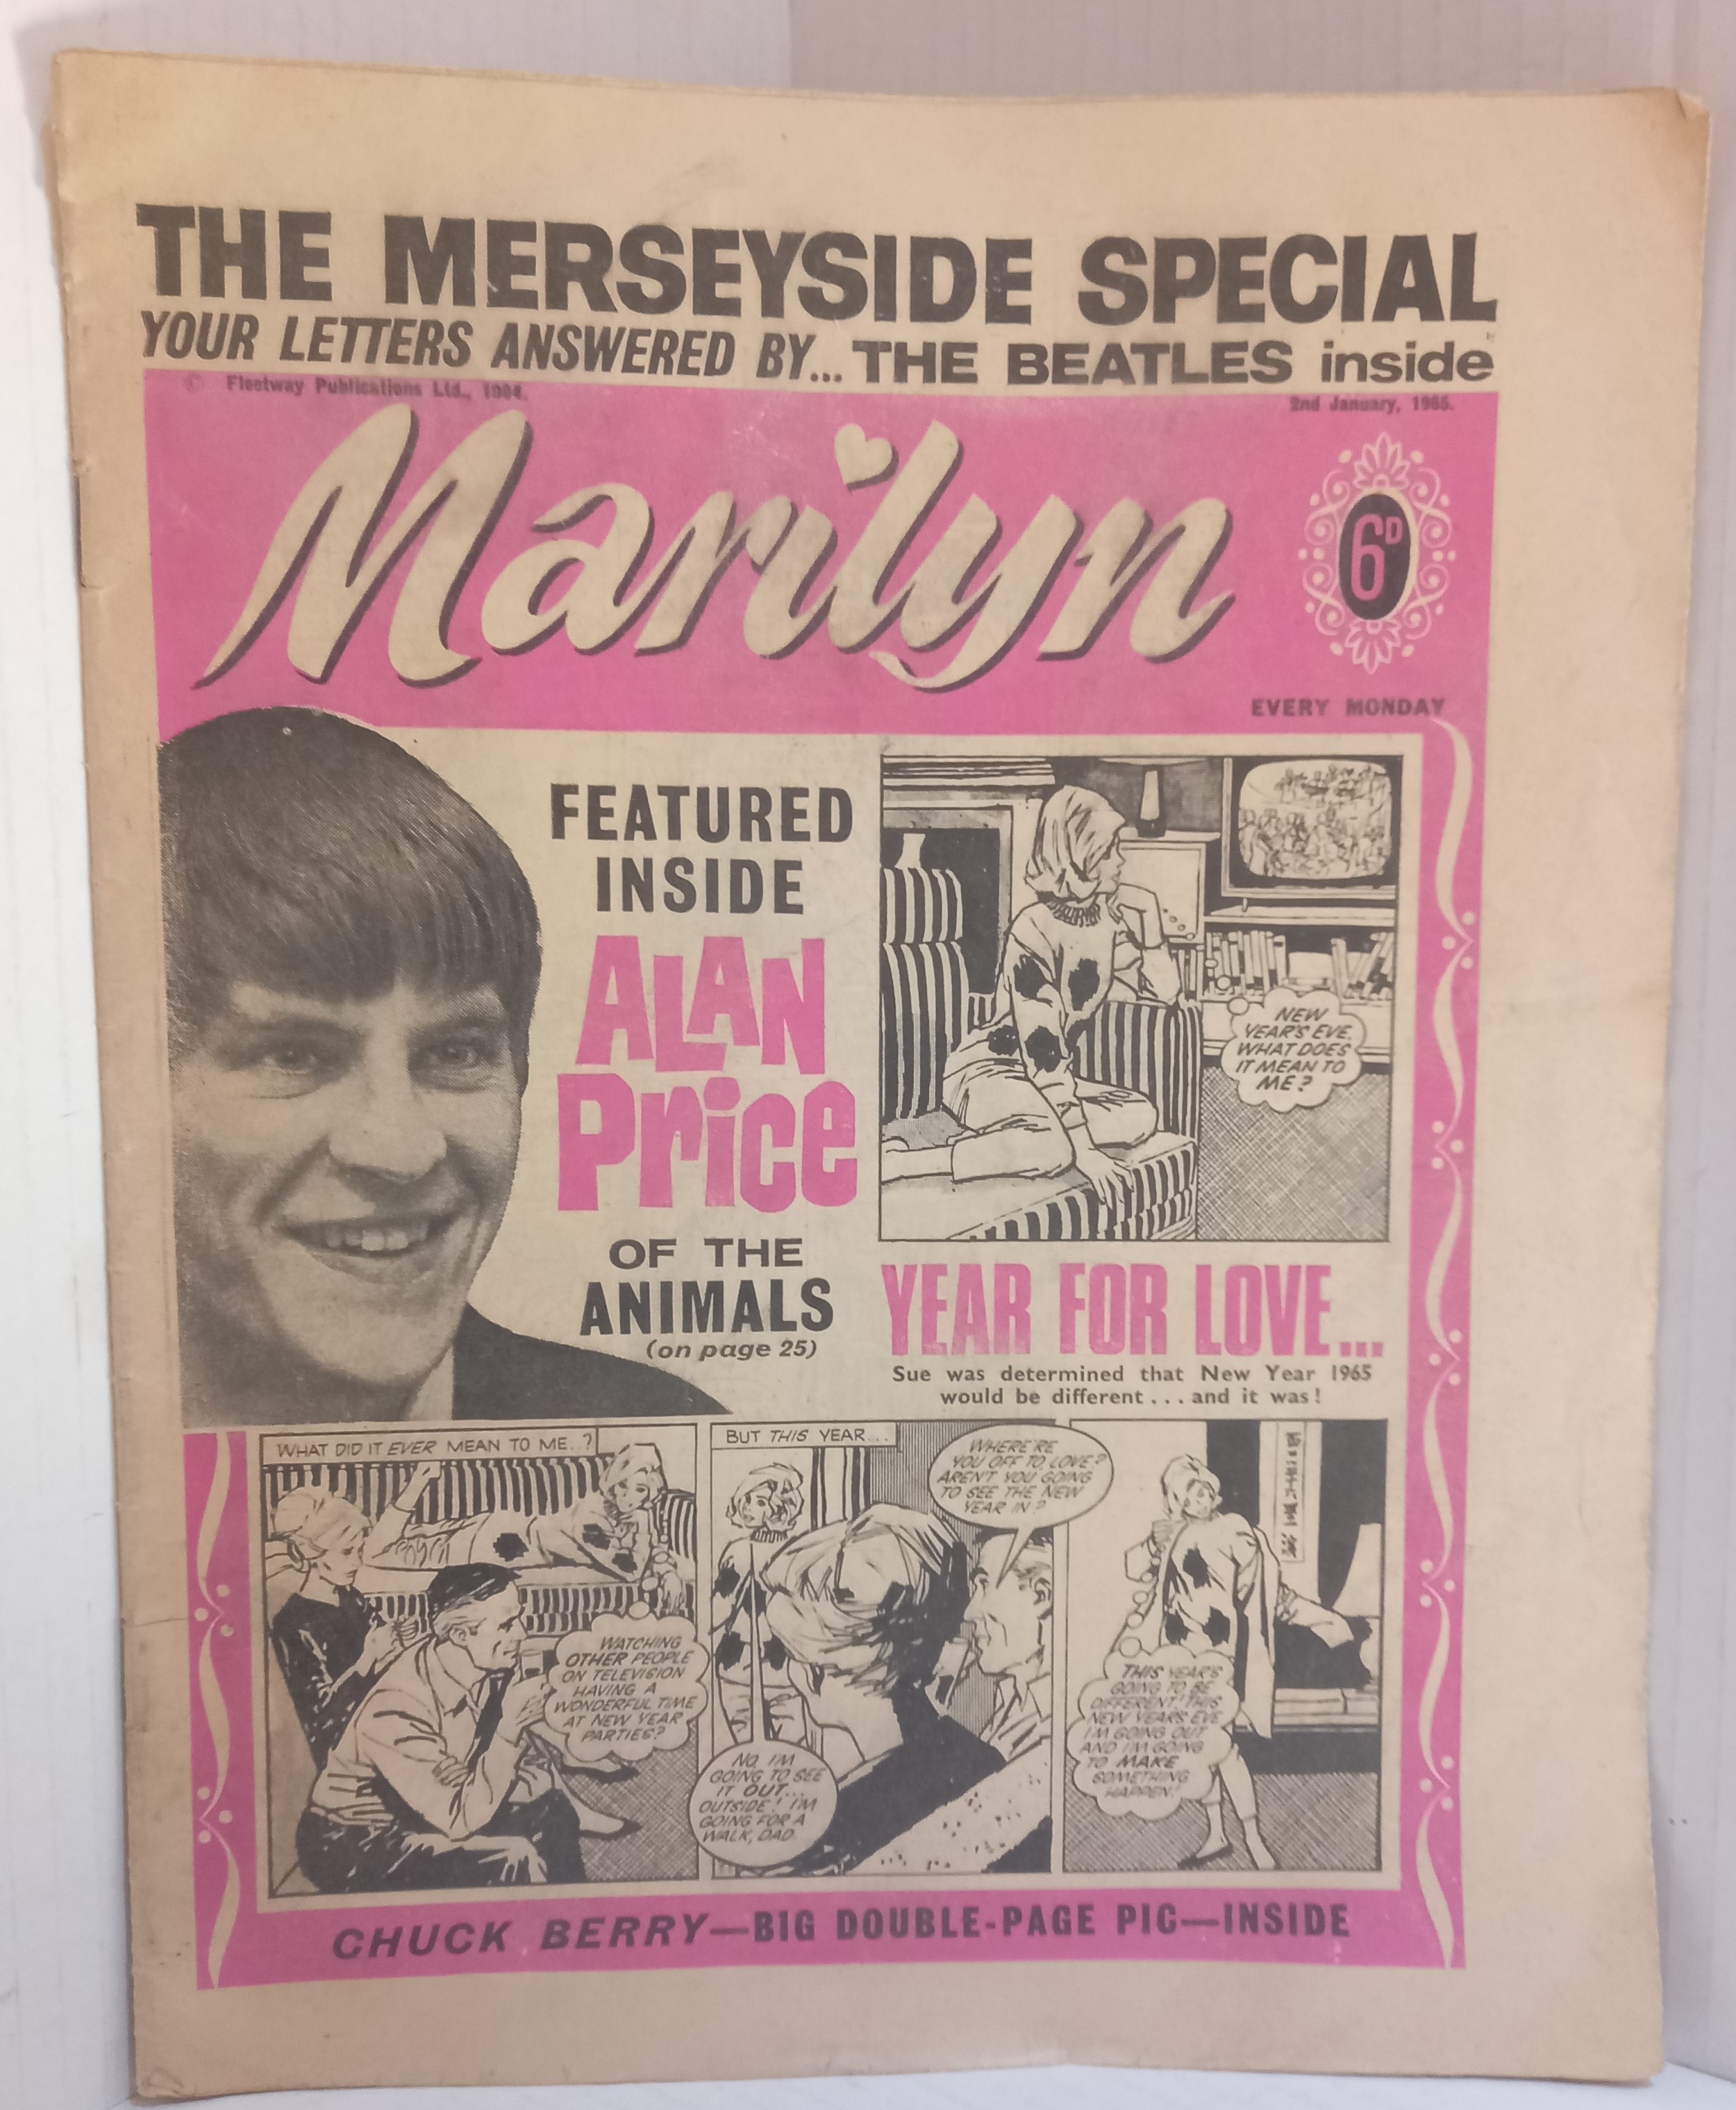 THE MERSEYSIDE SPECIAL
YOUR LETTERS ANSWERED BY... THE BEATLES inside
© Fleetway Publications Ltd., 1964.
2nd January, 1965.
Marilyn
6D
EVERY MONDAY
FEATURED
INSIDE
ALAN
Price
OF THE
ANIMALS
(on page 25)
NEW
YEAR'S EVE.
WHAT DOES
IT MEAN TO
ME?
YEAR FOR LOVE...
Sue was determined that New Year 1965
would be different... and it was!
WHAT DID IT EVER MEAN TO ME..?
WATCHING
OTHER PEOPLE
ON TELEVISION
HAVING A
WONDERFUL TIME
AT NEW YEAR
PARTIES?
BUT THIS YEAR...
WHERE'RE
YOU OFF TO, LOVE?
AREN'T YOU GOING
TO SEE THE NEW
YEAR IN?
NO, I'M
GOING TO SEE
IT OUT...
OUTSIDE! I'M
GOING FOR A
WALK, DAD.
THIS YEAR'S
GOING TO BE
DIFFERENT! THIS
NEW YEAR'S EVE
I'M GOING OUT
AND I'M GOING
TO MAKE
SOMETHING
HAPPEN!
CHUCK BERRY—BIG DOUBLE-PAGE PIC—INSIDE